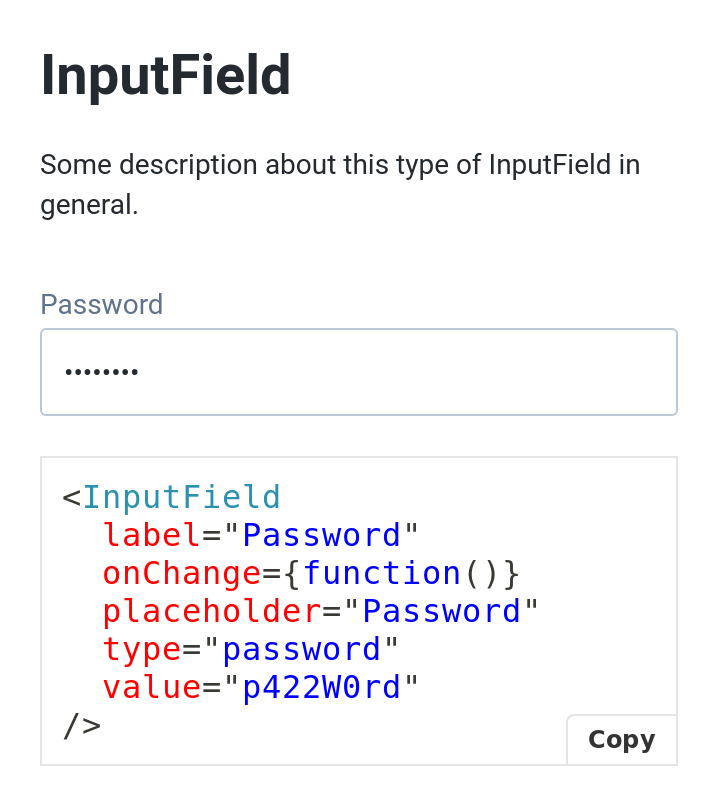 InputField
Some description about this type of InputField in
general.
Password
••••••••
<InputField
  label="Password"
  onChange={function()}
  placeholder="Password"
  type="password"
  value="p422W0rd"
/>
Copy